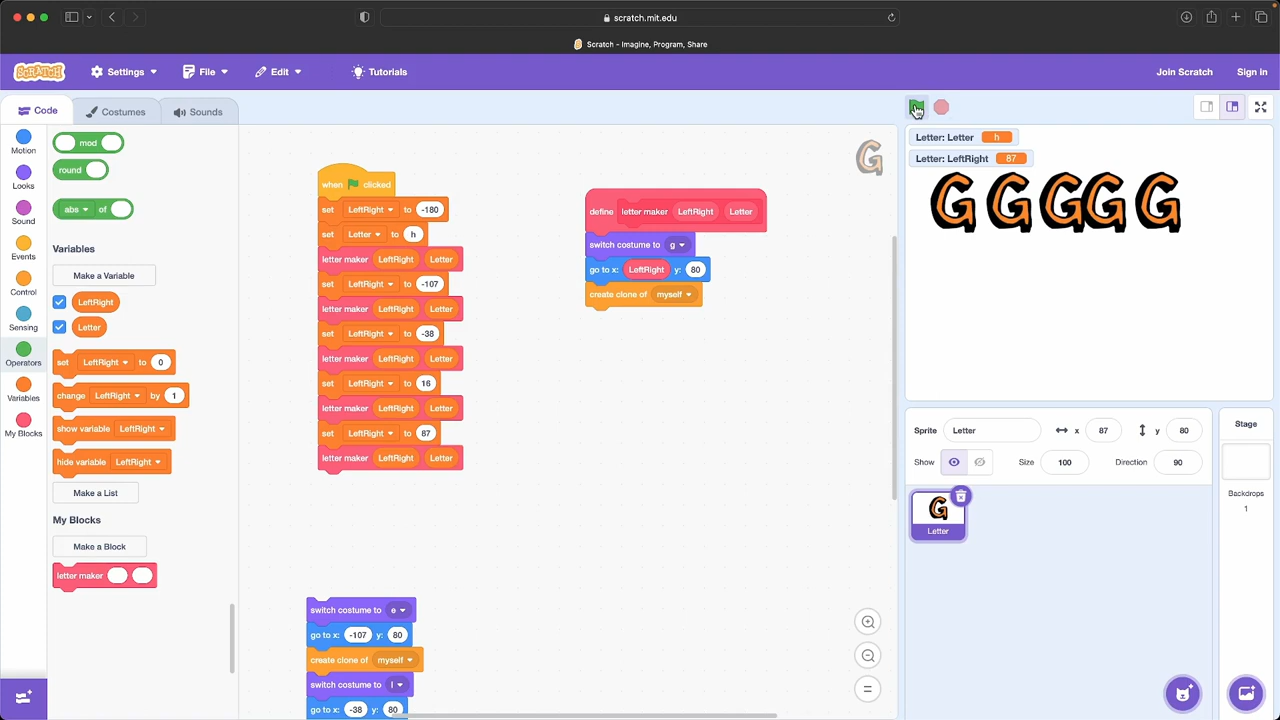 scratch.mit.edu
Scratch - Imagine, Program, Share
SCRATCH Settings File Edit Tutorials Join Scratch Sign in
Code Costumes Sounds
Motion
Looks
Sound
Events
Control
Sensing
Operators
Variables
My Blocks
mod
round
abs of
Variables
Make a Variable
LeftRight
Letter
set LeftRight to 0
change LeftRight by 1
show variable LeftRight
hide variable LeftRight
Make a List
My Blocks
Make a Block
letter maker
when clicked
set LeftRight to -180
set Letter to h
letter maker LeftRight Letter
set LeftRight to -107
letter maker LeftRight Letter
set LeftRight to -38
letter maker LeftRight Letter
set LeftRight to 16
letter maker LeftRight Letter
set LeftRight to 87
letter maker LeftRight Letter
switch costume to e
go to x: -107 y: 80
create clone of myself
switch costume to l
go to x: -38 y: 80
define letter maker LeftRight Letter
switch costume to g
go to x: LeftRight y: 80
create clone of myself
G
Letter: Letter h
Letter: LeftRight 87
G G G G G
Sprite Letter x 87 y 80
Show Size 100 Direction 90
G
Letter
Stage
Backdrops
1